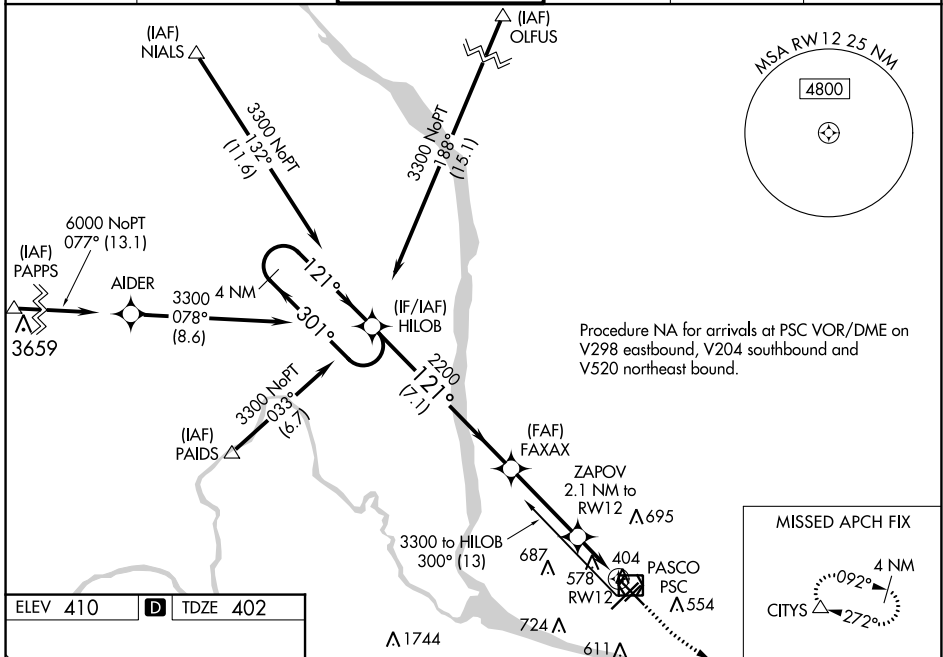 (IAF)
NIALS
(IAF)
OLFUS
MSA RW12 25 NM
4800
3300 NoPT
132°
(11.6)
3300 NoPT
188°
(15.1)
6000 NoPT
077° (13.1)
(IAF)
PAPPS
AIDER
3659
3300
078°
(8.6)
4 NM
121°
301°
(IF/IAF)
HILOB
Procedure NA for arrivals at PSC VOR/DME on
V298 eastbound, V204 southbound and
V520 northeast bound.
2200
121°
(7.1)
3300 NoPT
033°
(6.7)
(IAF)
PAIDS
(FAF)
FAXAX
ZAPOV
2.1 NM to
RW12
695
3300 to HILOB
300° (13)
687
578
404
RW12
PASCO
PSC
554
724
611
1744
MISSED APCH FIX
4 NM
092°
CITYS
272°
ELEV 410 D TDZE 402